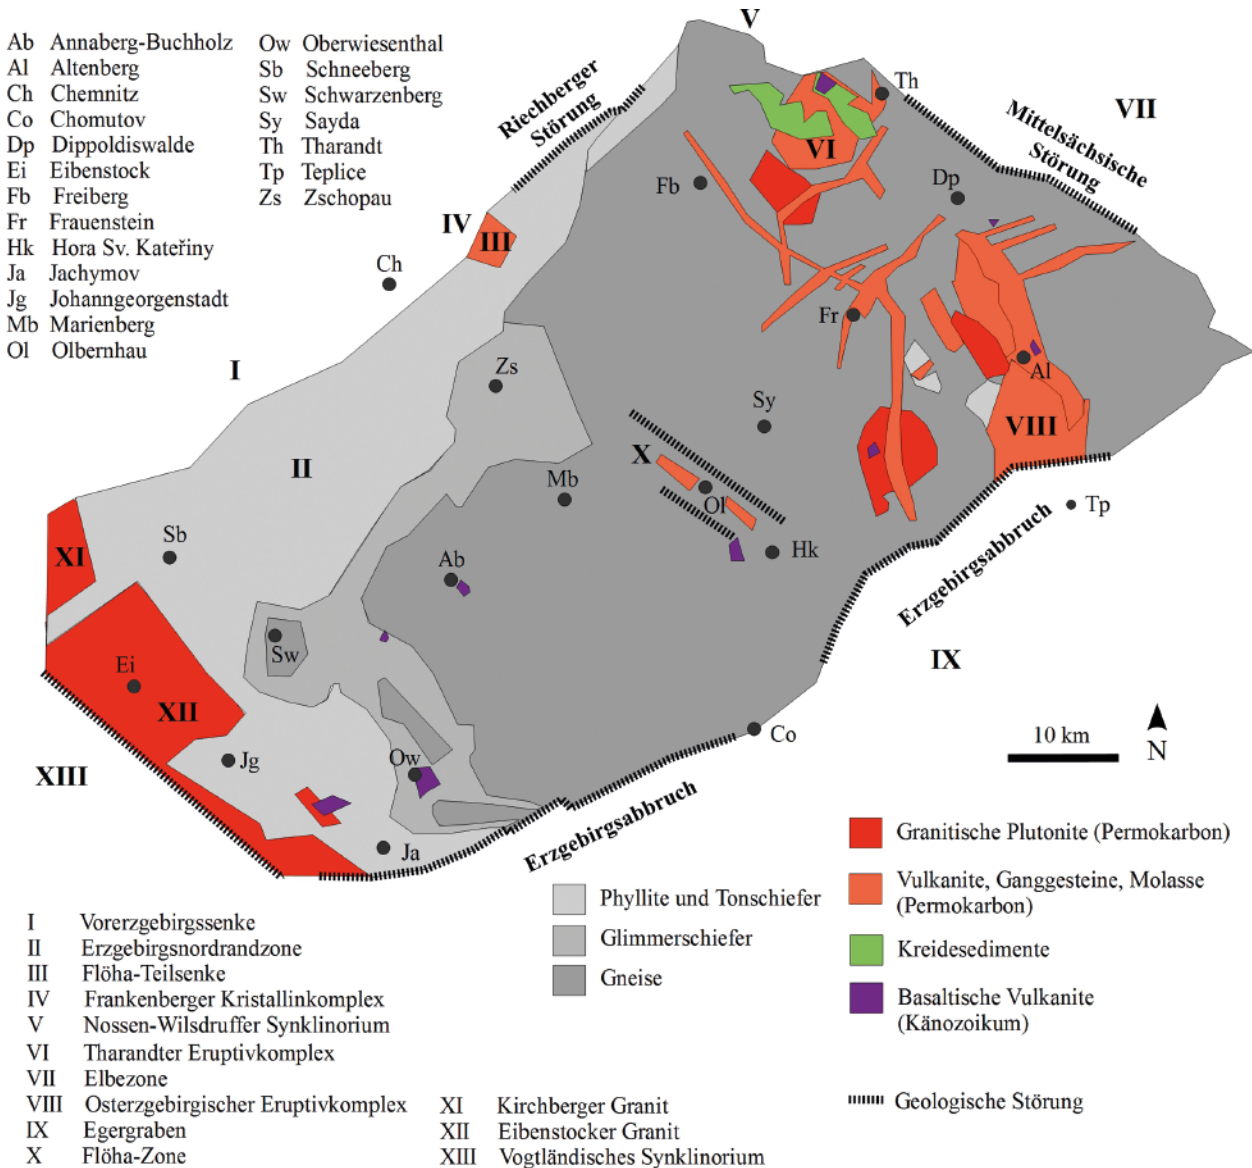 Ab Annaberg-Buchholz
Al Altenberg
Ch Chemnitz
Co Chomutov
Dp Dippoldiswalde
Ei Eibenstock
Fb Freiberg
Fr Frauenstein
Hk Hora Sv. Kateřiny
Ja Jachymov
Jg Johanngeorgenstadt
Mb Marienberg
Ol Olbernhau
Ow Oberwiesenthal
Sb Schneeberg
Sw Schwarzenberg
Sy Sayda
Th Tharandt
Tp Teplice
Zs Zschopau
V
Riechberger
Störung
Th
VII
Mittelsächsische
Störung
VI
Fb
Dp
IV
III
Ch
Fr
I
Zs
Al
Sy
VIII
II
X
Mb
Ol
Tp
Sb
XI
Hk
Ab
Erzgebirgsabbruch
Sw
IX
Ei
XII
Co
10 km
N
XIII
Jg
Ow
Erzgebirgsabbruch
Ja
Phyllite und Tonschiefer
Glimmerschiefer
Gneise
Granitische Plutonite (Permokarbon)
Vulkanite, Ganggesteine, Molasse
(Permokarbon)
Kreidesedimente
Basaltische Vulkanite
(Känozoikum)
Geologische Störung
I Vorerzgebirgssenke
II Erzgebirgsnordrandzone
III Flöha-Teilsenke
IV Frankenberger Kristallinkomplex
V Nossen-Wilsdruffer Synklinorium
VI Tharandter Eruptivkomplex
VII Elbezone
VIII Osterzgebirgischer Eruptivkomplex
IX Egergraben
X Flöha-Zone
XI Kirchberger Granit
XII Eibenstocker Granit
XIII Vogtländisches Synklinorium